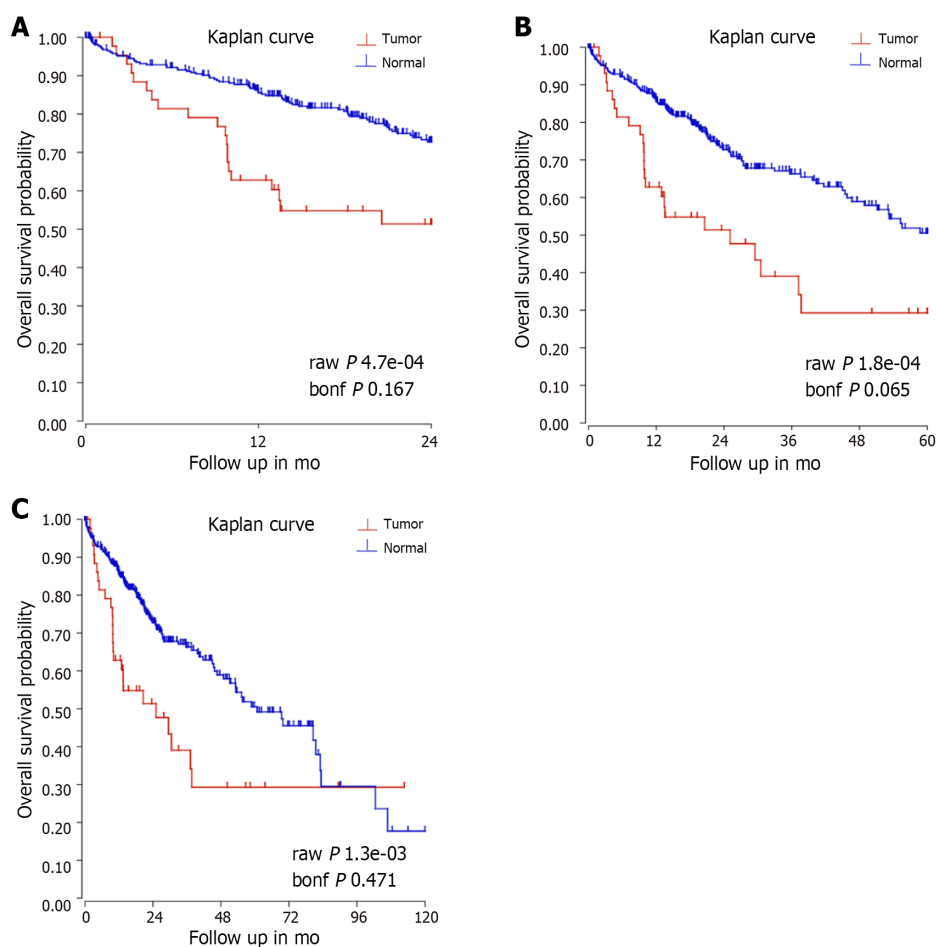 A
Kaplan curve
Tumor
Normal
Overall survival probability
1.00
0.90
0.80
0.70
0.60
0.50
0.40
0.30
0.20
0.10
0.00
raw P 4.7e-04
bonf P 0.167
0 12 24
Follow up in mo
B
Kaplan curve
Tumor
Normal
Overall survival probability
1.00
0.90
0.80
0.70
0.60
0.50
0.40
0.30
0.20
0.10
0.00
raw P 1.8e-04
bonf P 0.065
0 12 24 36 48 60
Follow up in mo
C
Kaplan curve
Tumor
Normal
Overall survival probability
1.00
0.90
0.80
0.70
0.60
0.50
0.40
0.30
0.20
0.10
0.00
raw P 1.3e-03
bonf P 0.471
0 24 48 72 96 120
Follow up in mo